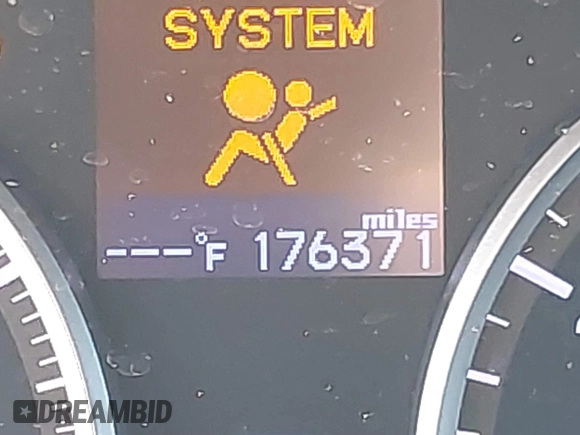 SYSTEM
miles
---°F 176371
DREAMBID